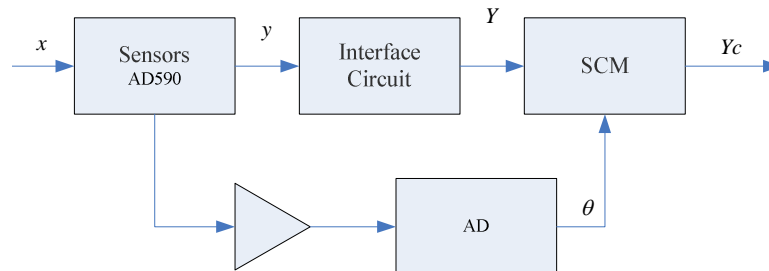 x
Sensors
AD590
y
Interface
Circuit
Y
SCM
Yc
AD
θ